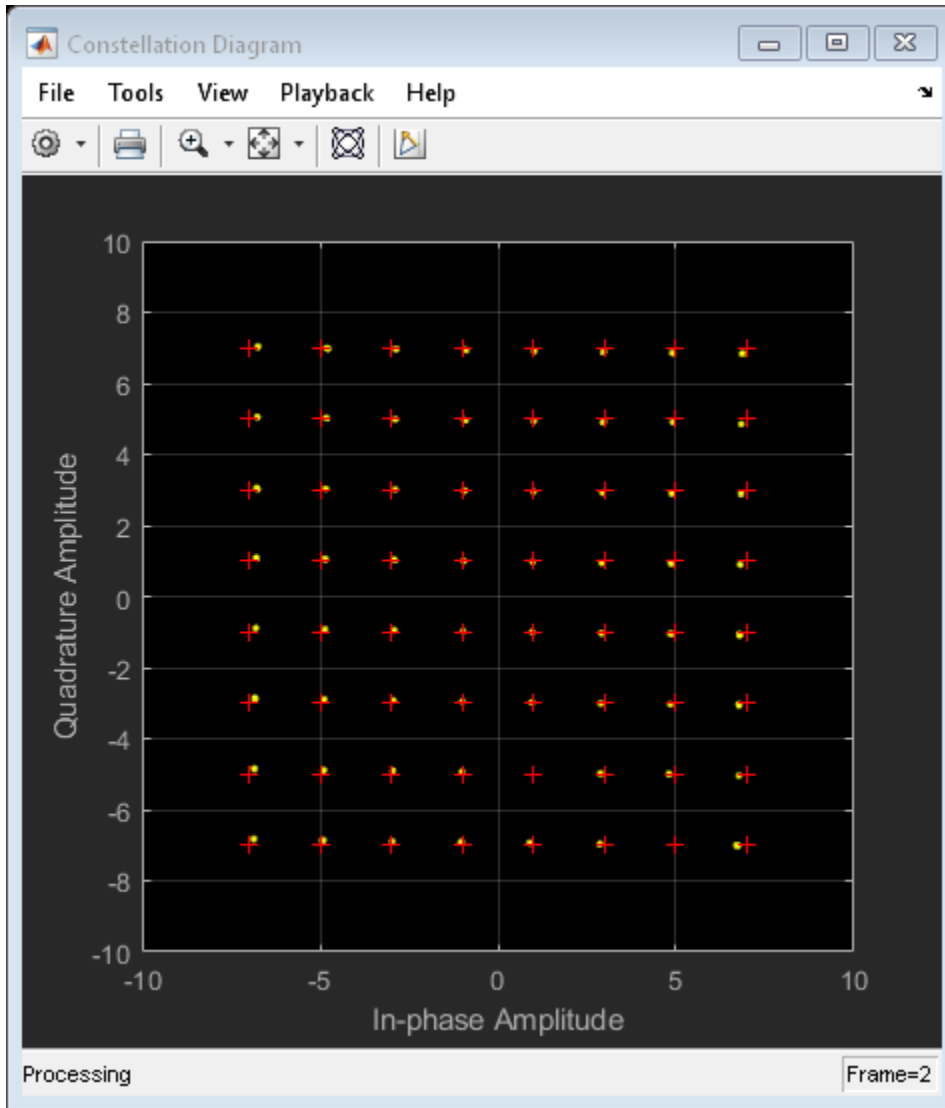 Constellation Diagram
File Tools View Playback Help
10
8
6
4
2
0
-2
-4
-6
-8
-10
Quadrature Amplitude
-10 -5 0 5 10
In-phase Amplitude
Processing Frame=2